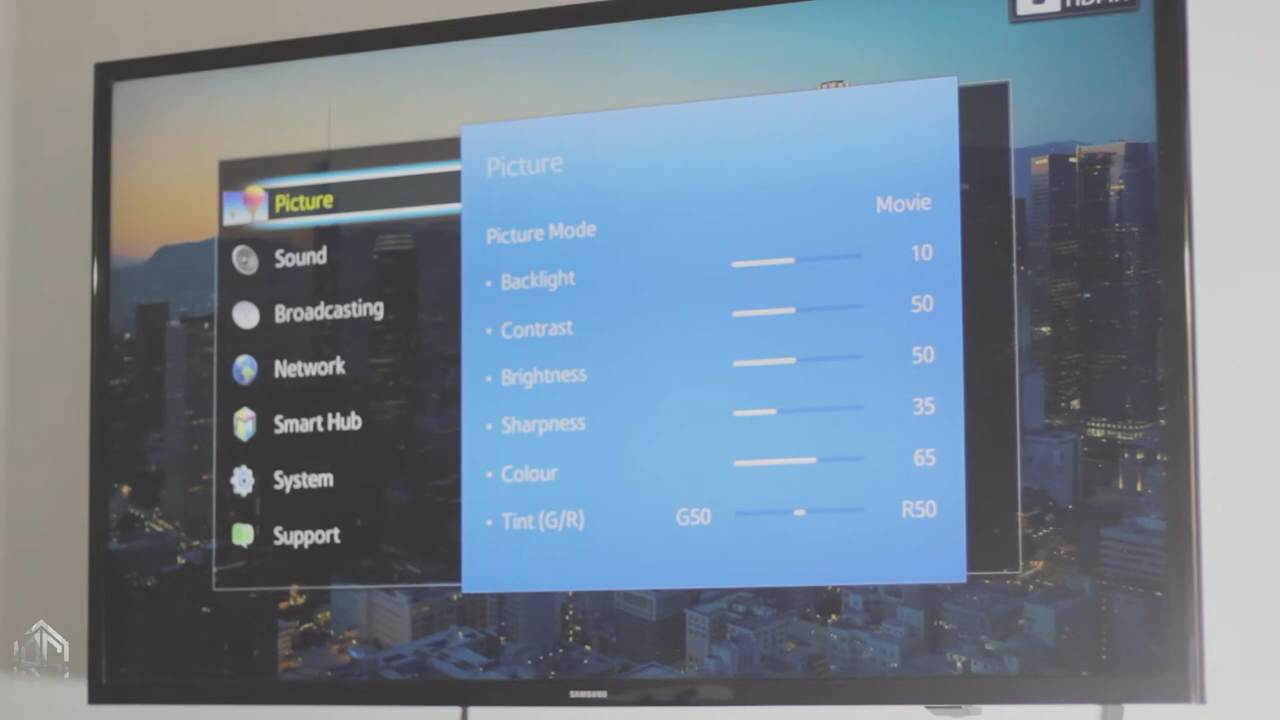 Picture
Sound
Broadcasting
Network
Smart Hub
System
Support
Picture
Picture Mode Movie
• Backlight 10
• Contrast 50
• Brightness 50
• Sharpness 35
• Colour 65
• Tint (G/R) G50 R50
SAMSUNG